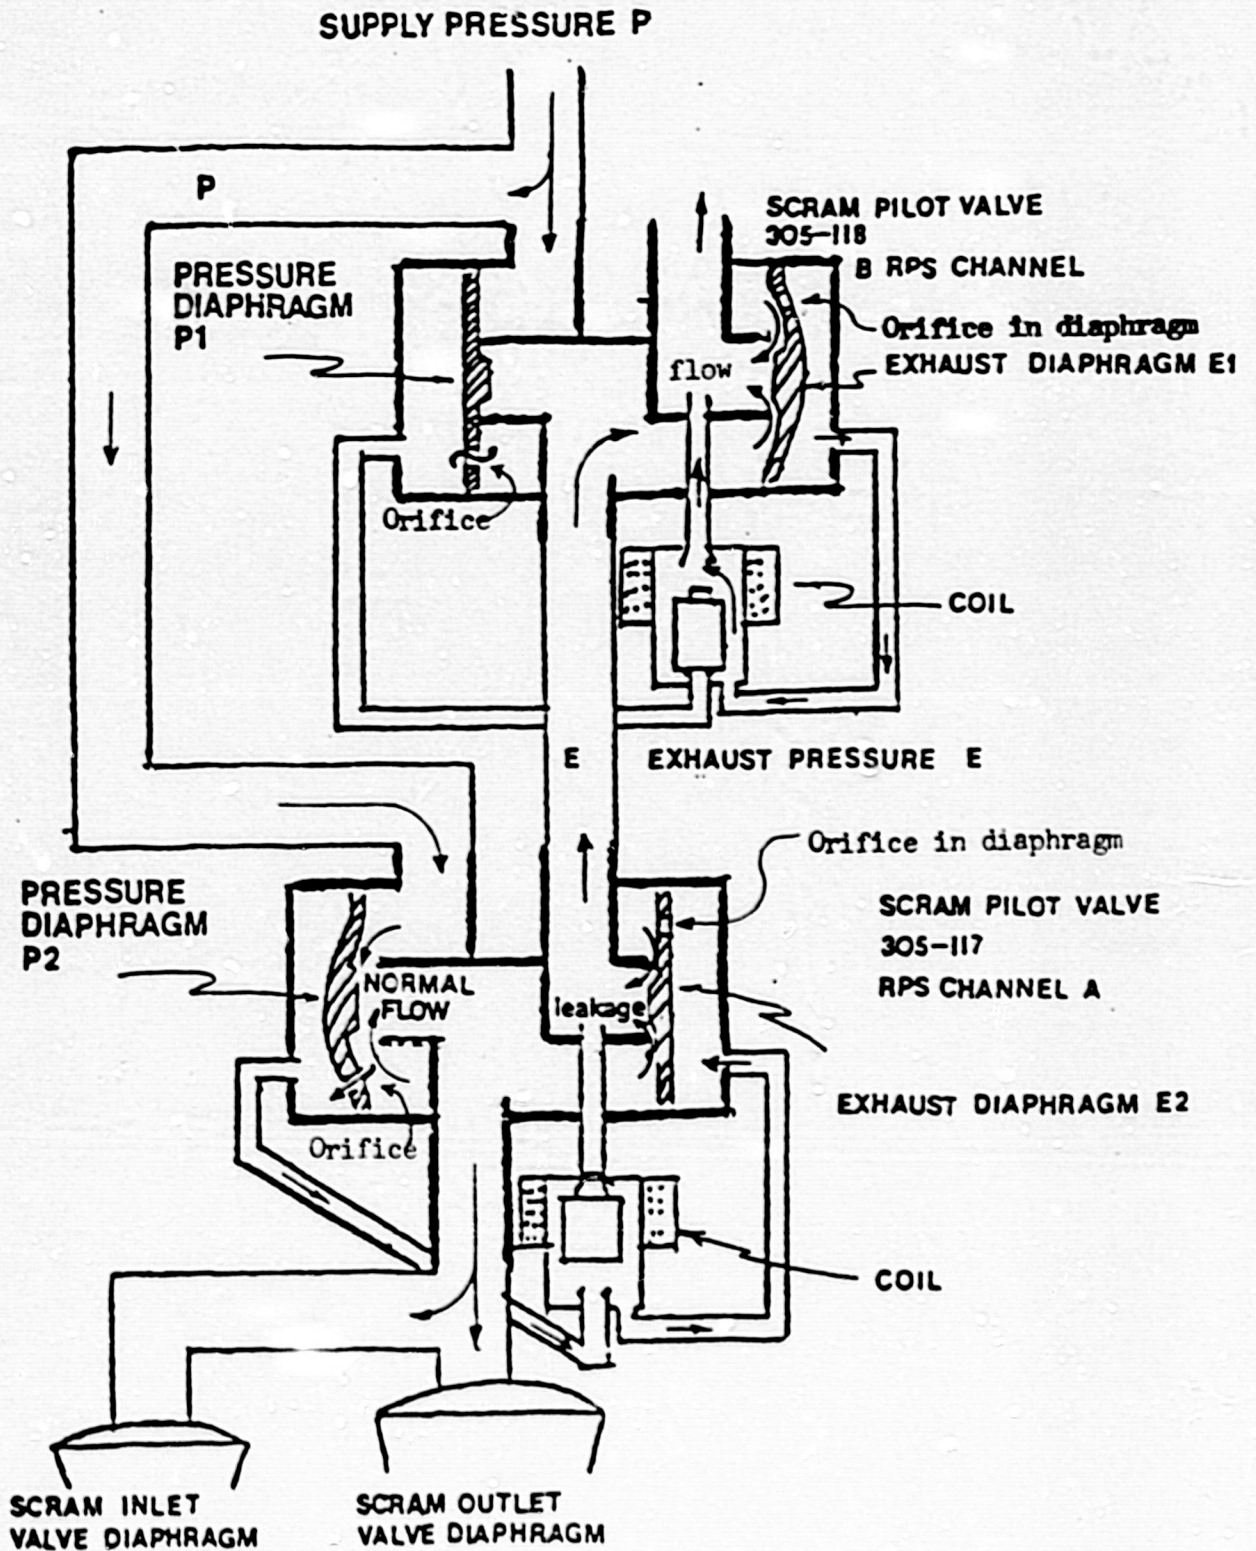 SUPPLY PRESSURE P
P
SCRAM PILOT VALVE
305-118
B RPS CHANNEL
PRESSURE
DIAPHRAGM
P1
Orifice in diaphragm
EXHAUST DIAPHRAGM E1
flow
Orifice
COIL
E
EXHAUST PRESSURE E
Orifice in diaphragm
PRESSURE
DIAPHRAGM
P2
SCRAM PILOT VALVE
305-117
RPS CHANNEL A
NORMAL
FLOW
leakage
EXHAUST DIAPHRAGM E2
Orifice
COIL
SCRAM INLET
VALVE DIAPHRAGM
SCRAM OUTLET
VALVE DIAPHRAGM